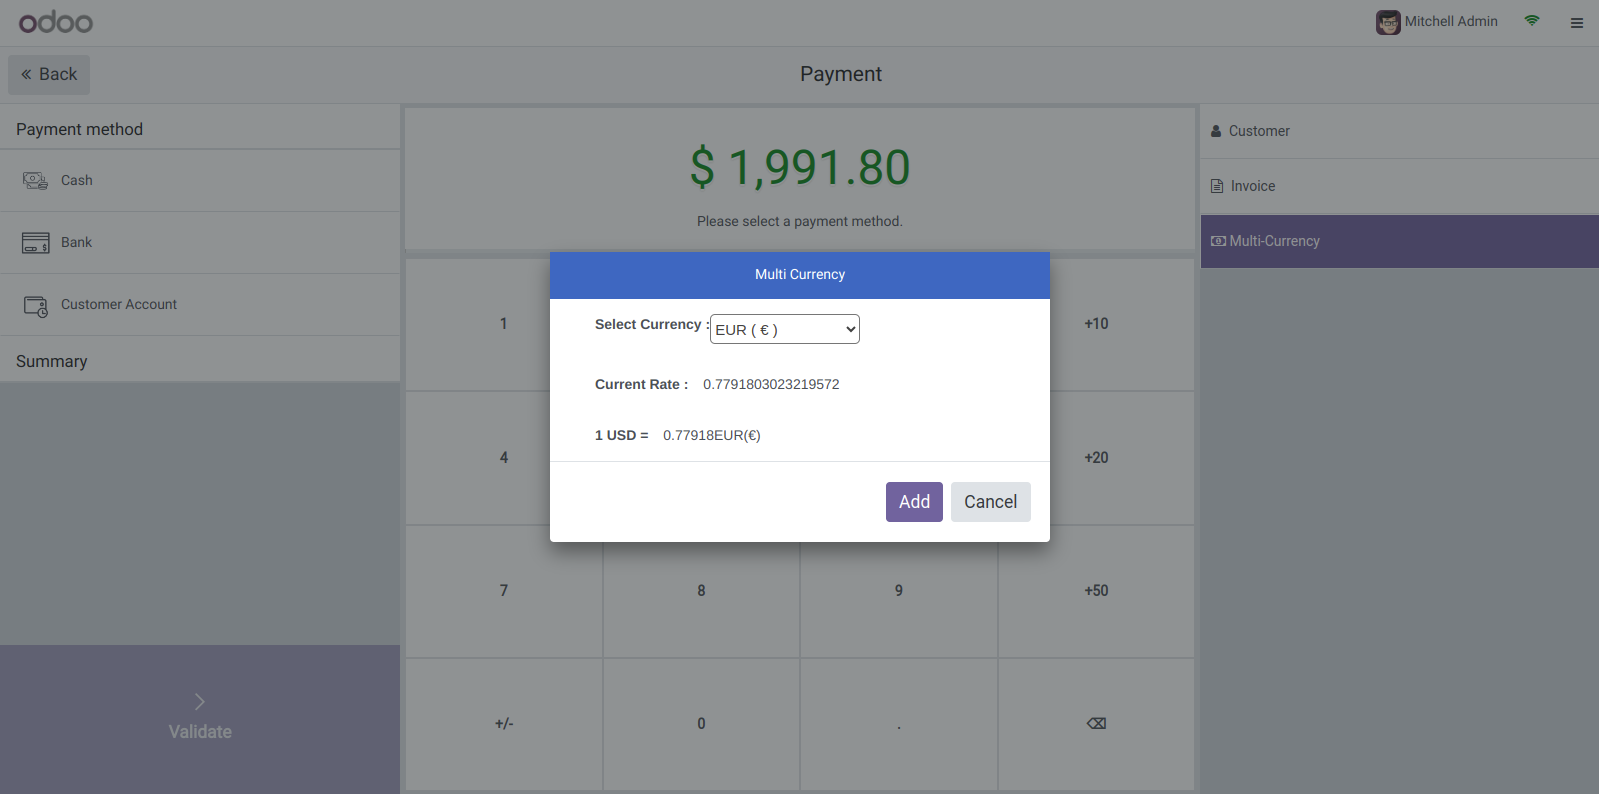 odoo
Mitchell Admin
« Back
Payment
Payment method
Cash
Bank
Customer Account
Summary
Validate
$ 1,991.80
Please select a payment method.
Customer
Invoice
Multi-Currency
Multi Currency
Select Currency :
EUR ( € )
Current Rate : 0.7791803023219572
1 USD = 0.77918EUR(€)
Add
Cancel
1
+10
4
+20
7
8
9
+50
+/-
0
.
⌫